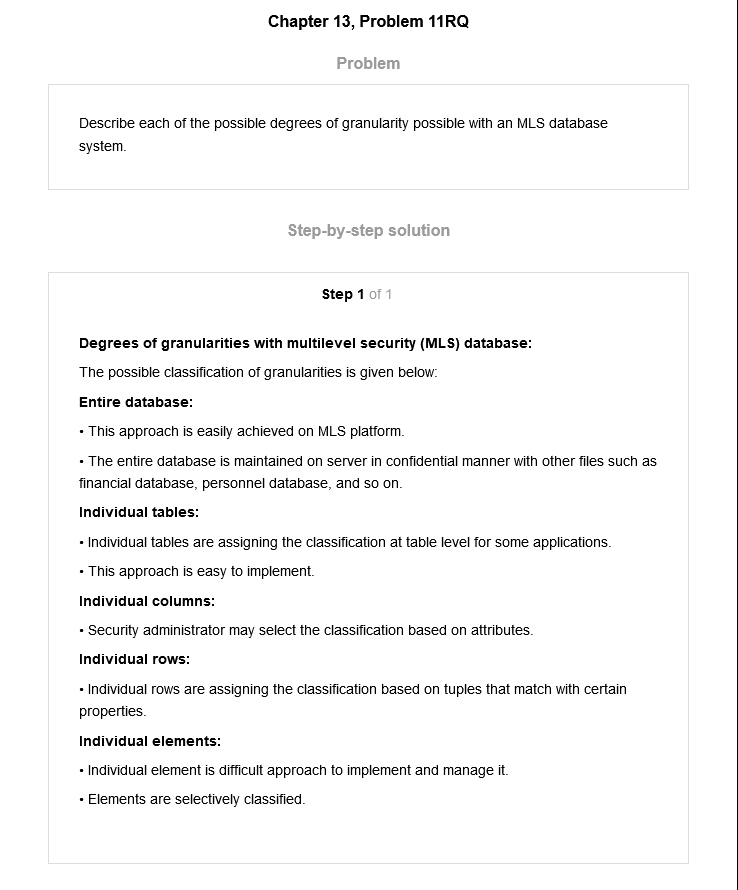 Chapter 13, Problem 11RQ
Problem
Describe each of the possible degrees of granularity possible with an MLS database
system.
Step-by-step solution
Step 1 of 1
Degrees of granularities with multilevel security (MLS) database:
The possible classification of granularities is given below:
Entire database:
• This approach is easily achieved on MLS platform.
• The entire database is maintained on server in confidential manner with other files such as
financial database, personnel database, and so on.
Individual tables:
• Individual tables are assigning the classification at table level for some applications.
• This approach is easy to implement.
Individual columns:
• Security administrator may select the classification based on attributes.
Individual rows:
• Individual rows are assigning the classification based on tuples that match with certain
properties.
Individual elements:
• Individual element is difficult approach to implement and manage it.
• Elements are selectively classified.